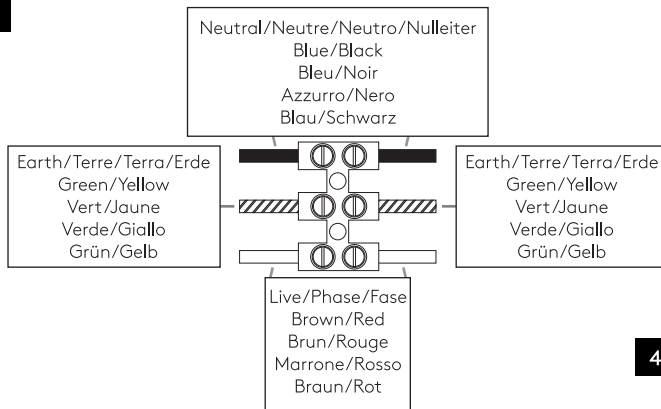 Neutral/Neutre/Neutro/Nulleiter
Blue/Black
Bleu/Noir
Azzurro/Nero
Blau/Schwarz
Earth/Terre/Terra/Erde
Green/Yellow
Vert/Jaune
Verde/Giallo
Grün/Gelb
Earth/Terre/Terra/Erde
Green/Yellow
Vert/Jaune
Verde/Giallo
Grün/Gelb
Live/Phase/Fase
Brown/Red
Brun/Rouge
Marrone/Rosso
Braun/Rot
4